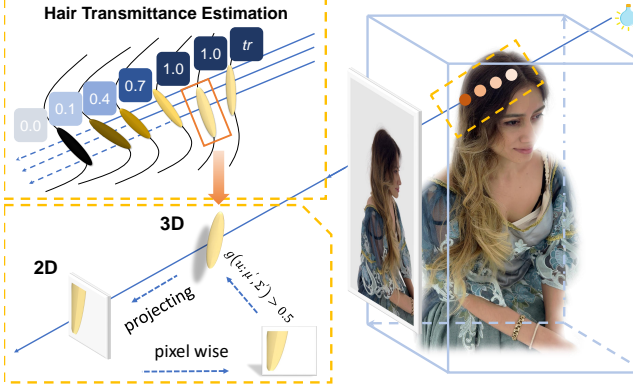 Hair Transmittance Estimation
0.0
0.1
0.4
0.7
1.0
1.0
tr
3D
2D
projecting
g(u; μ′, Σ′) > 0.5
pixel wise